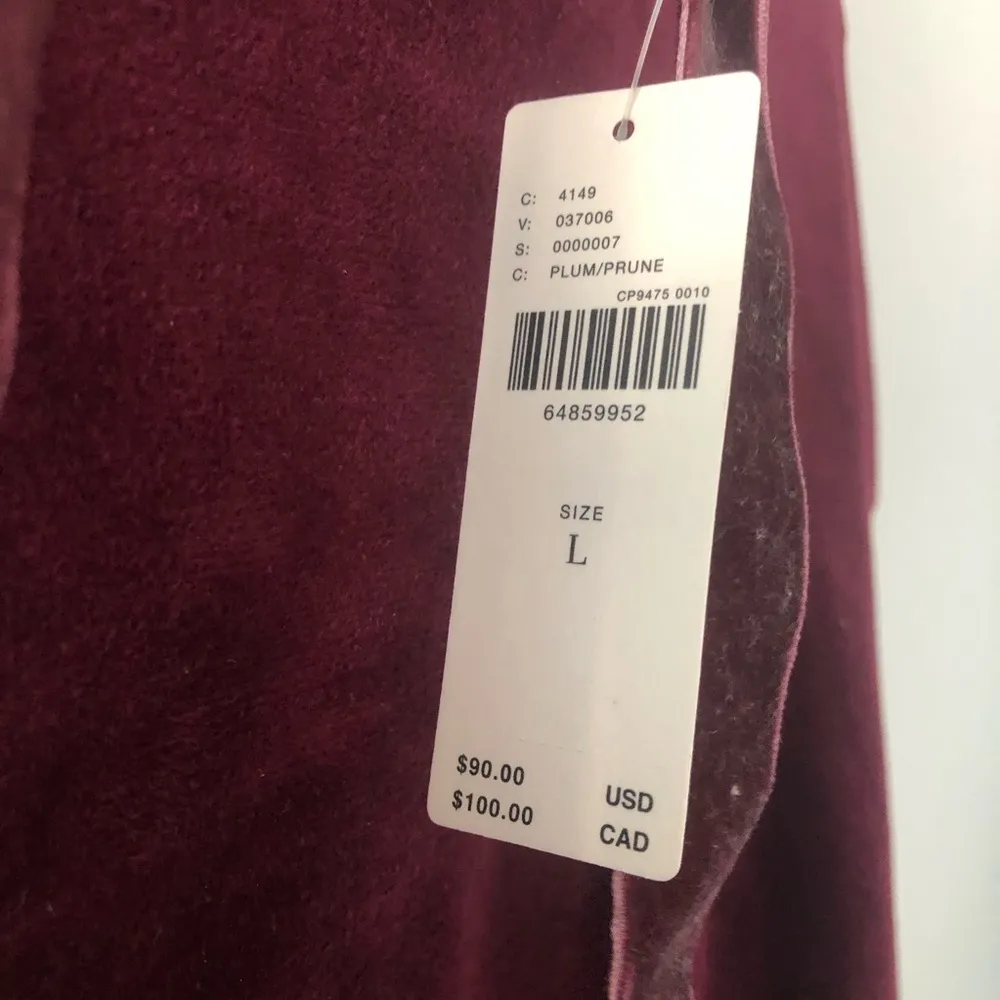 C: 4149
V: 037006
S: 0000007
C: PLUM/PRUNE
CP9475 0010
64859952
SIZE
L
$90.00 USD
$100.00 CAD